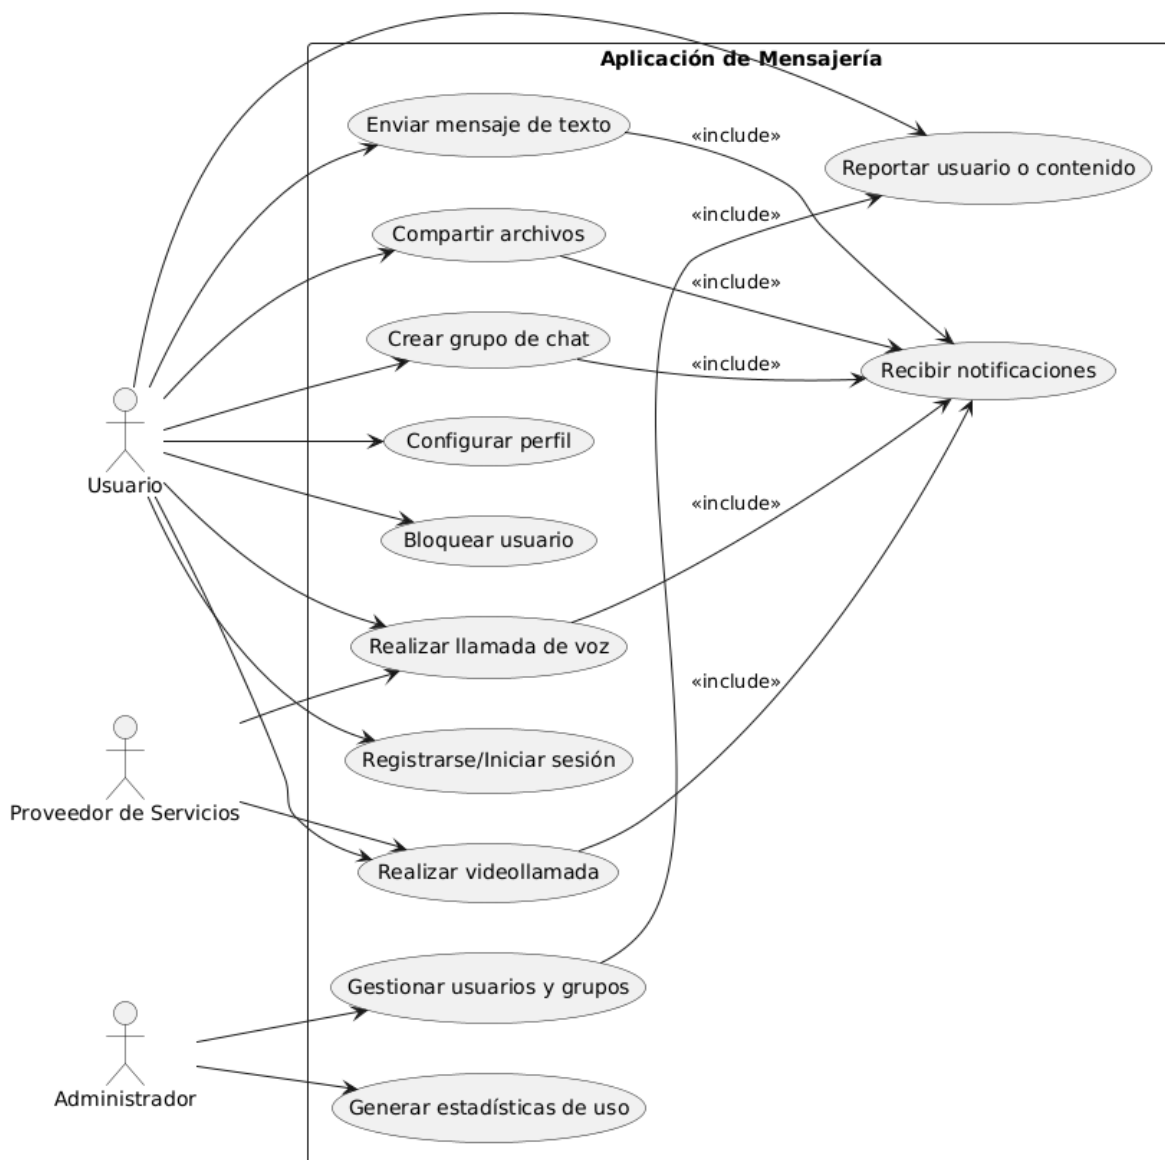 Aplicación de Mensajería
Enviar mensaje de texto
«include»
Reportar usuario o contenido
«include»
Compartir archivos
«include»
Crear grupo de chat
«include»
Recibir notificaciones
Configurar perfil
Usuario
«include»
Bloquear usuario
Realizar llamada de voz
«include»
Registrarse/Iniciar sesión
Proveedor de Servicios
Realizar videollamada
Gestionar usuarios y grupos
Administrador
Generar estadísticas de uso